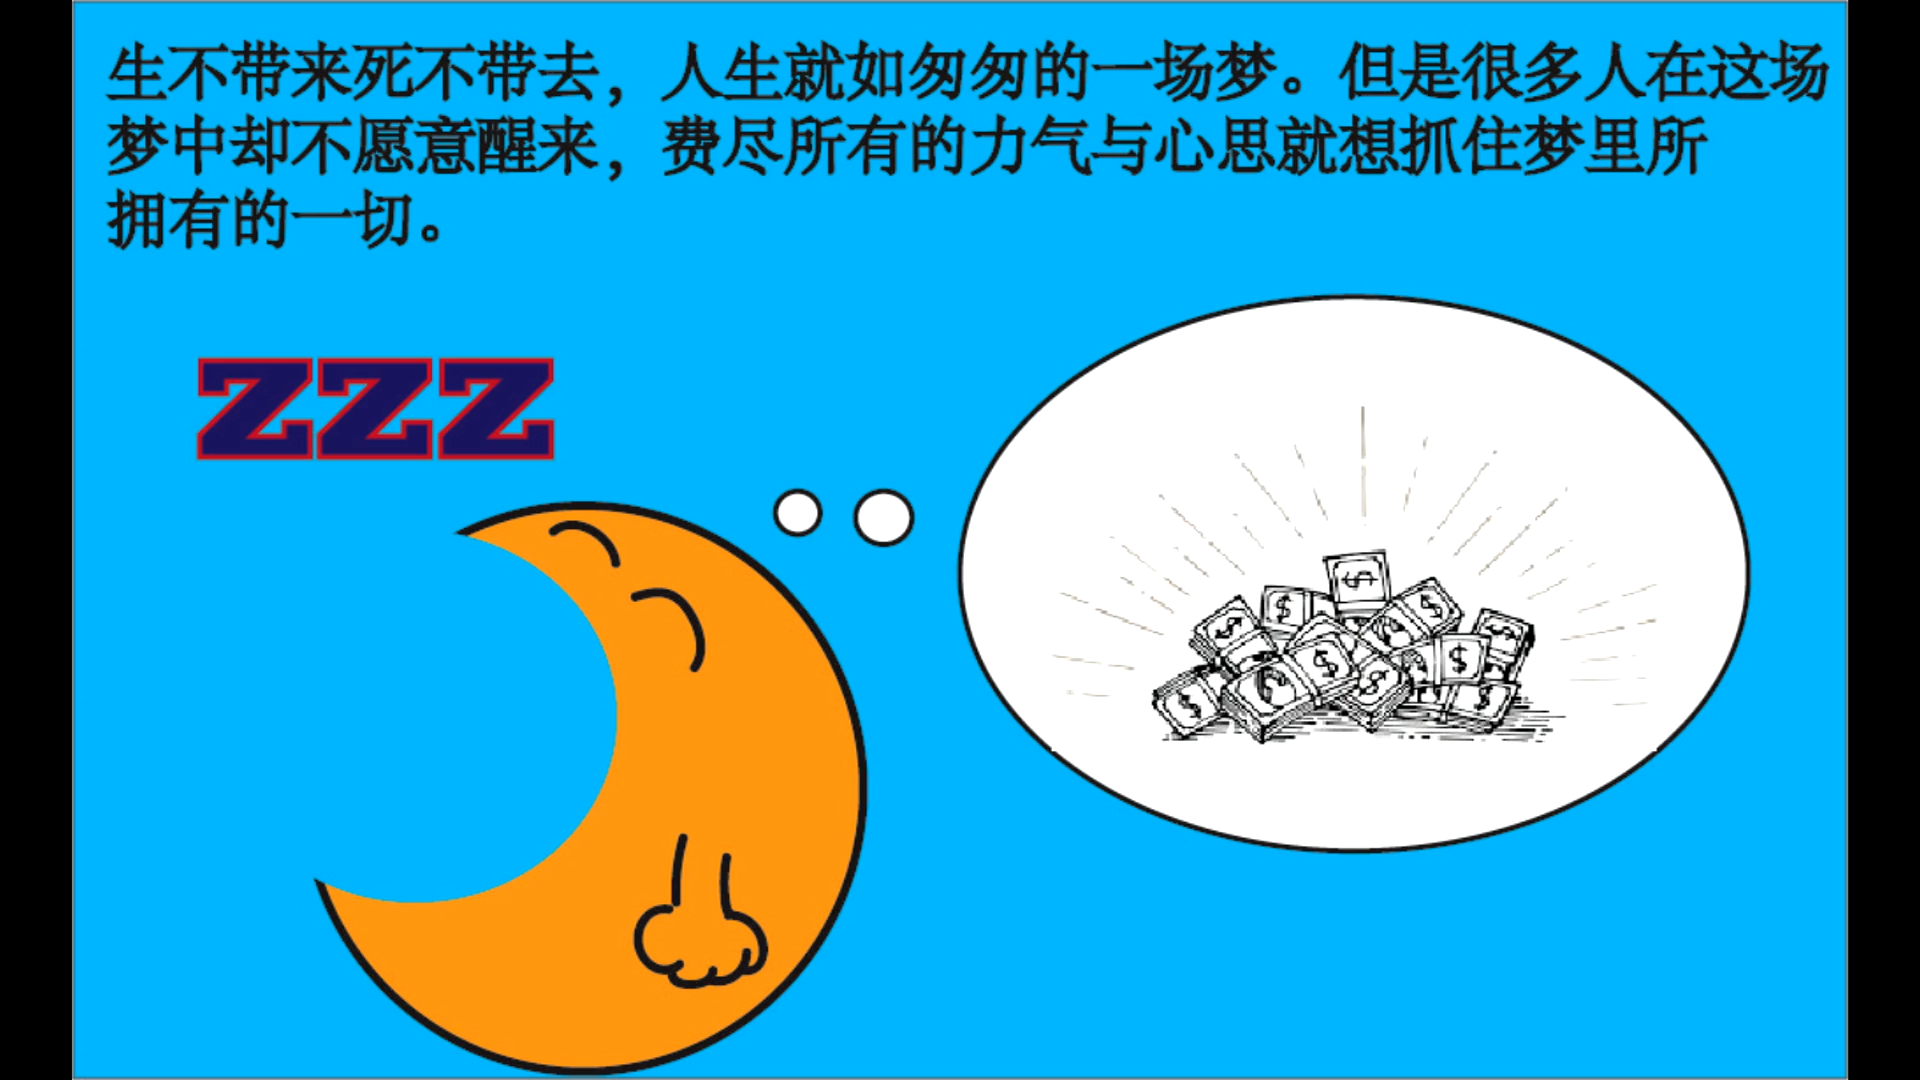 生不带来死不带去，人生就如匆匆的一场梦。但是很多人在这场
梦中却不愿意醒来，费尽所有的力气与心思就想抓住梦里所
拥有的一切。
ZZZ